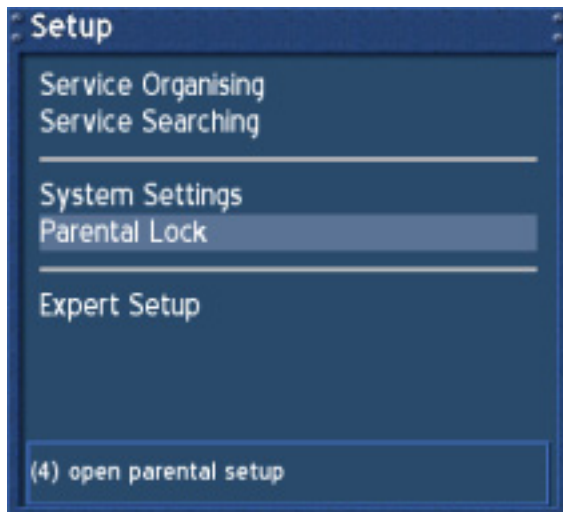 Setup
Service Organising
Service Searching
System Settings
Parental Lock
Expert Setup
(4) open parental setup